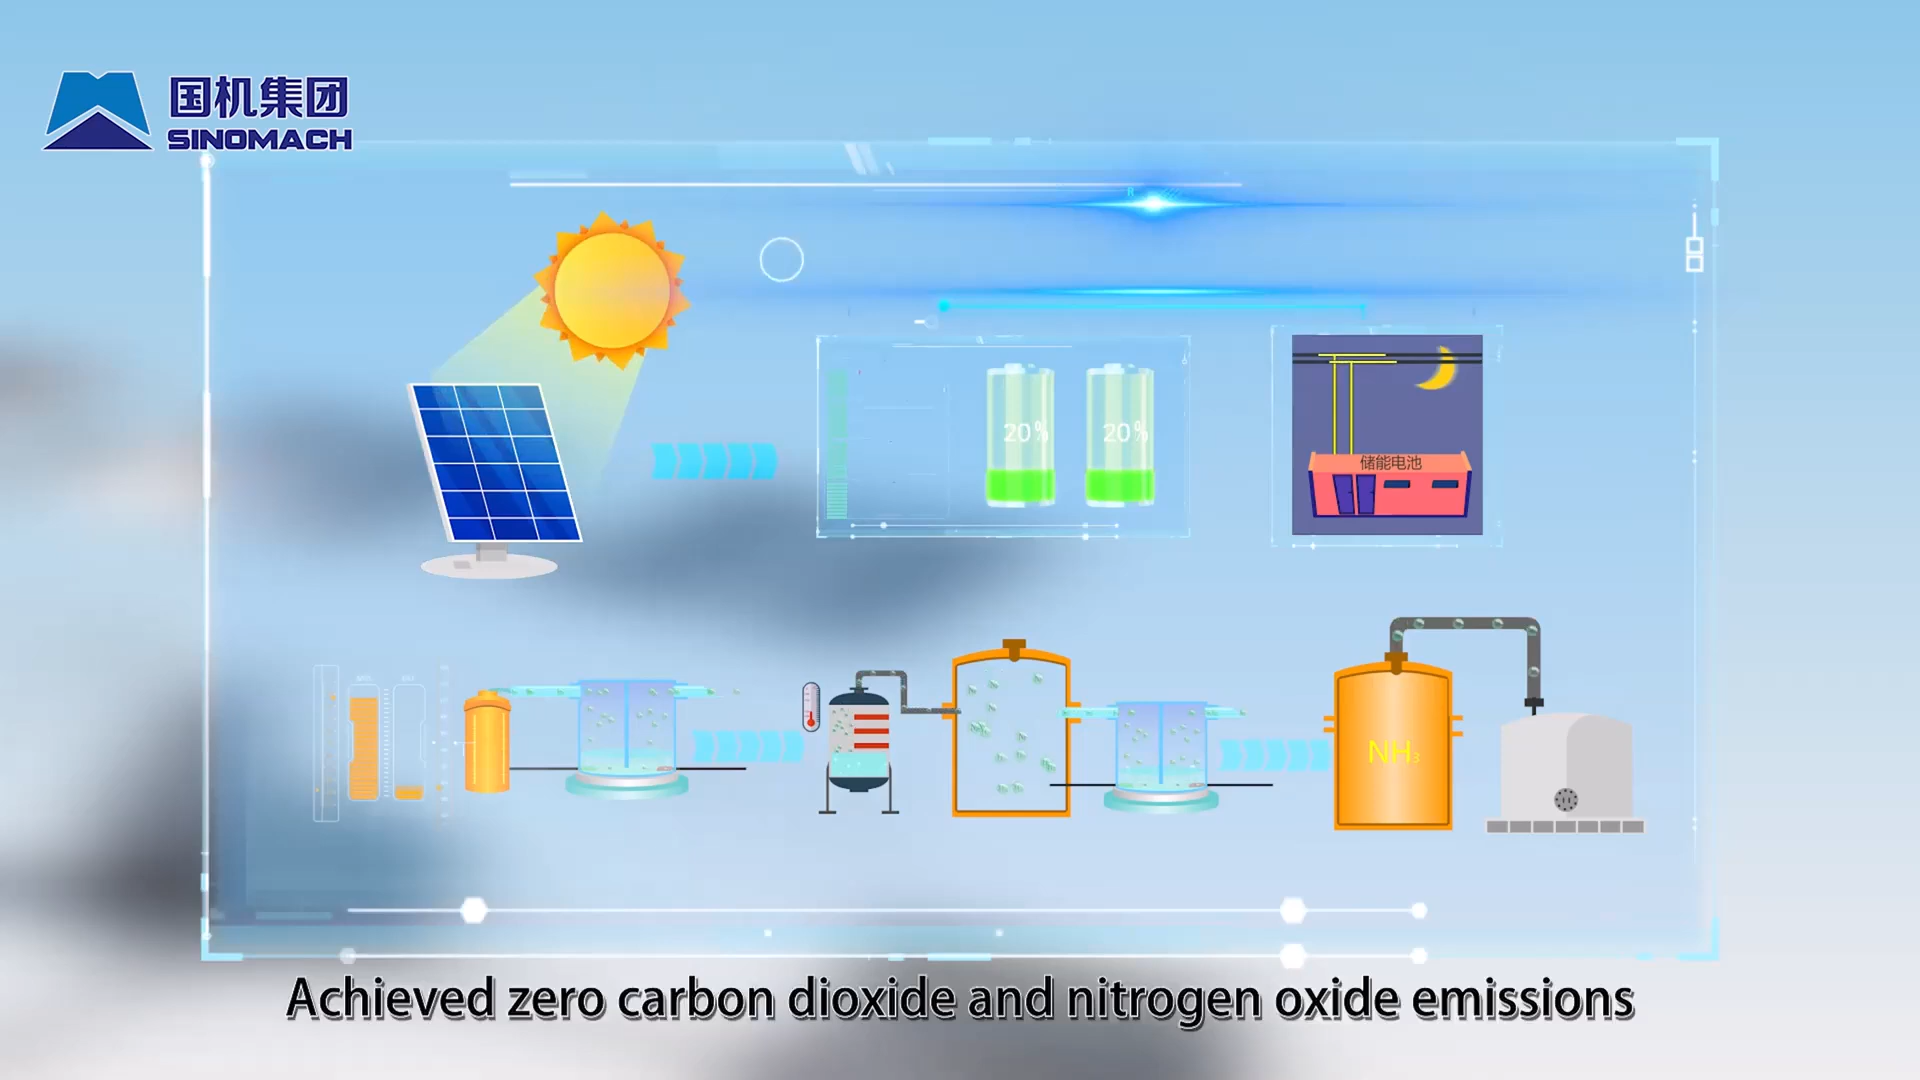 国机集团
SINOMACH
R
20%
20%
储能电池
NH₃
Achieved zero carbon dioxide and nitrogen oxide emissions